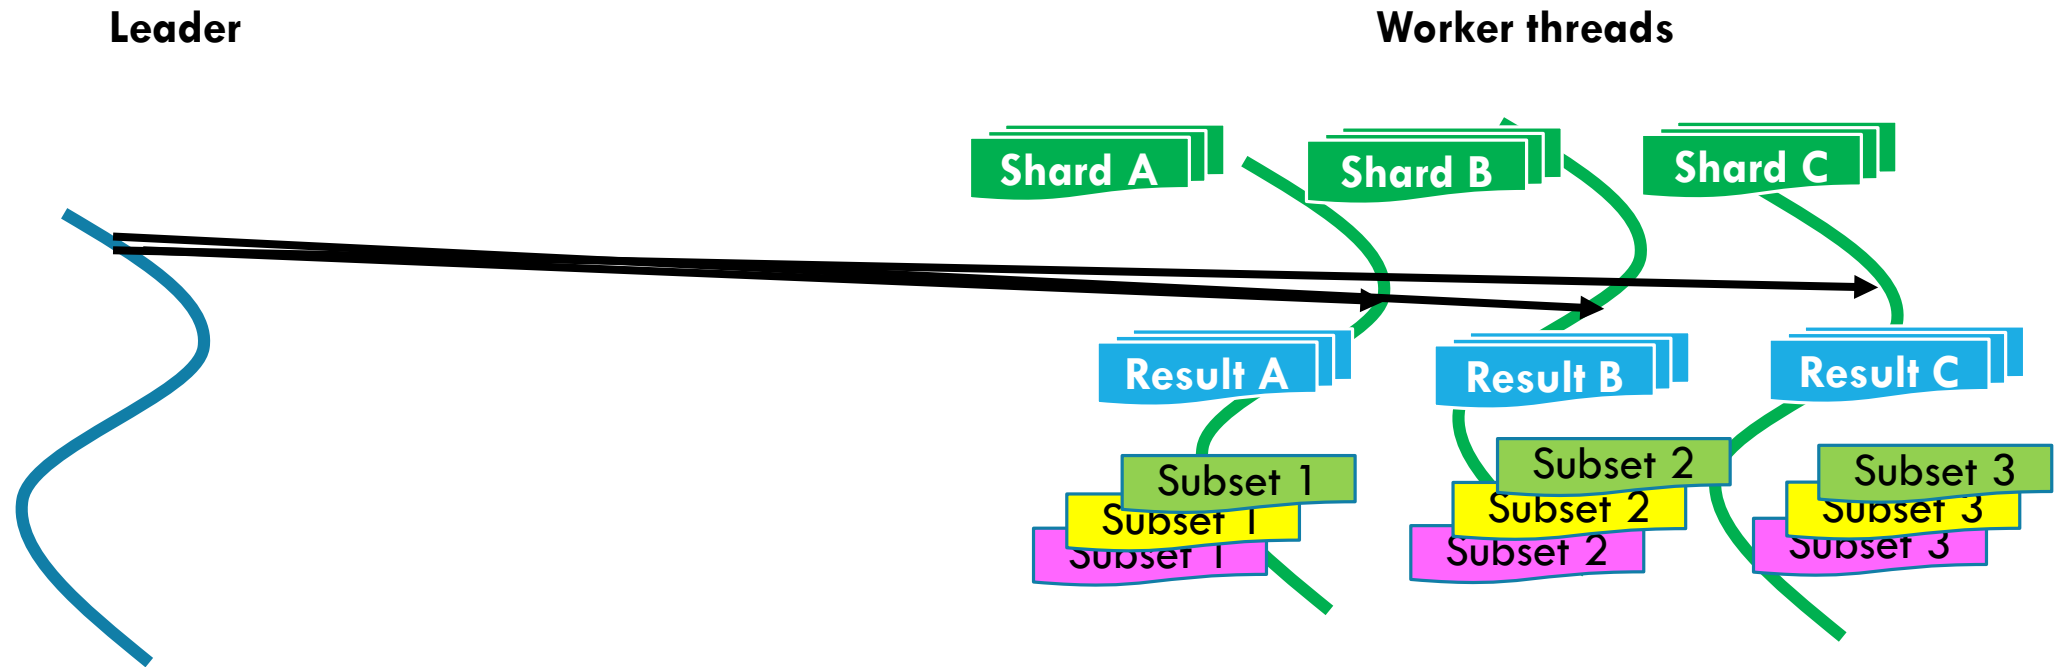 Leader
Worker threads
Shard A
Shard B
Shard C
Result A
Result B
Result C
Subset 1
Subset 1
Subset 1
Subset 2
Subset 2
Subset 2
Subset 3
Subset 3
Subset 3